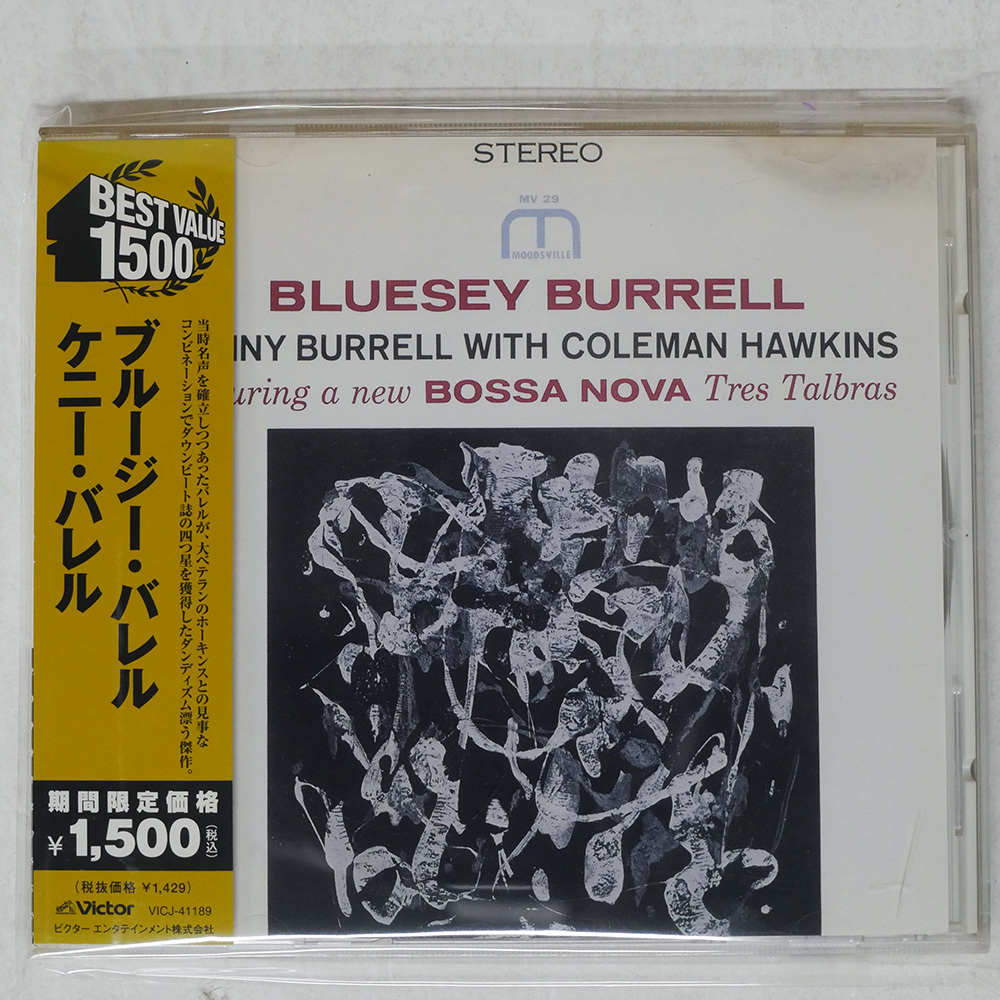 BEST VALUE
1500
ブルージー・バレル
ケニー・バレル
当時名声を確立しつつあったバレルが、大ベテランのホーキンスとの見事な
コンビネーションでダウンビート誌の四つ星を獲得したダンディズム漂う傑作。
期間限定価格
¥1,500(税込)
(税抜価格 ¥1,429)
Victor VICJ-41189
ビクター エンタテインメント株式会社
STEREO
MV 29
MOODSVILLE
BLUESEY BURRELL
NY BURRELL WITH COLEMAN HAWKINS
uring a new BOSSA NOVA Tres Talbras